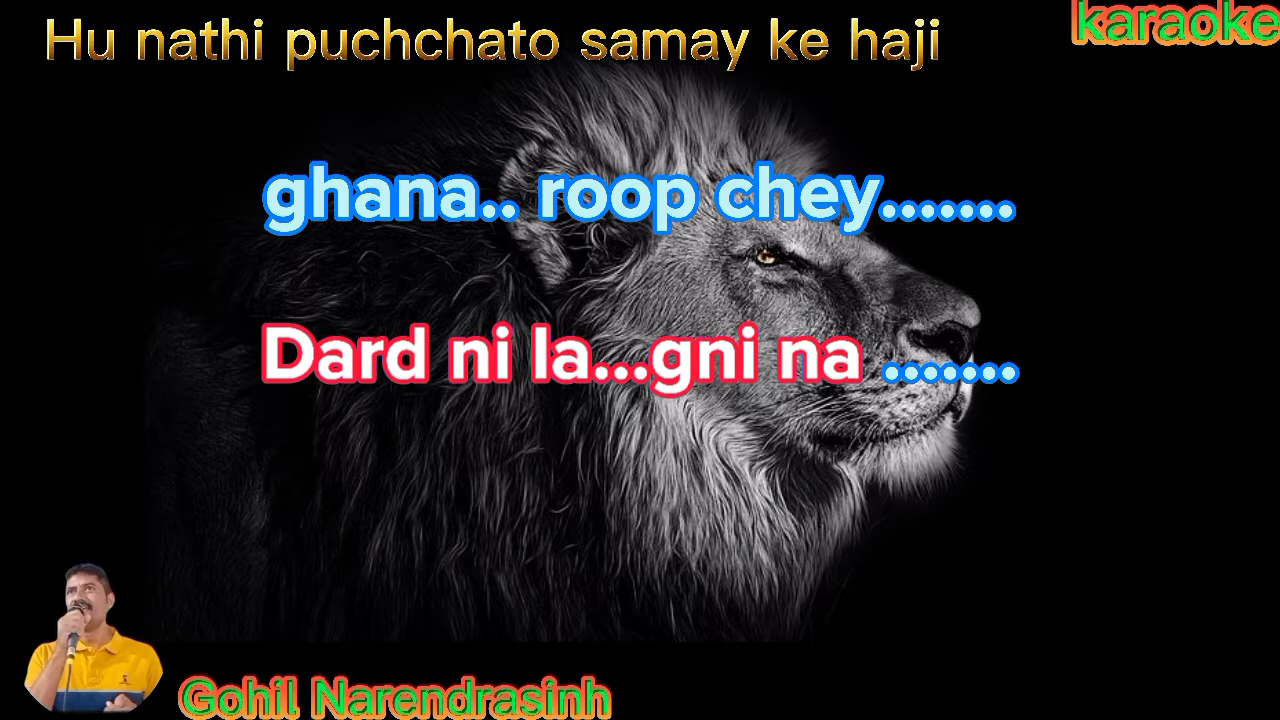 Hu nathi puchchato samay ke haji
karaoke
ghana.. roop chey.......
Dard ni la...gni na .......
Gohil Narendrasinh